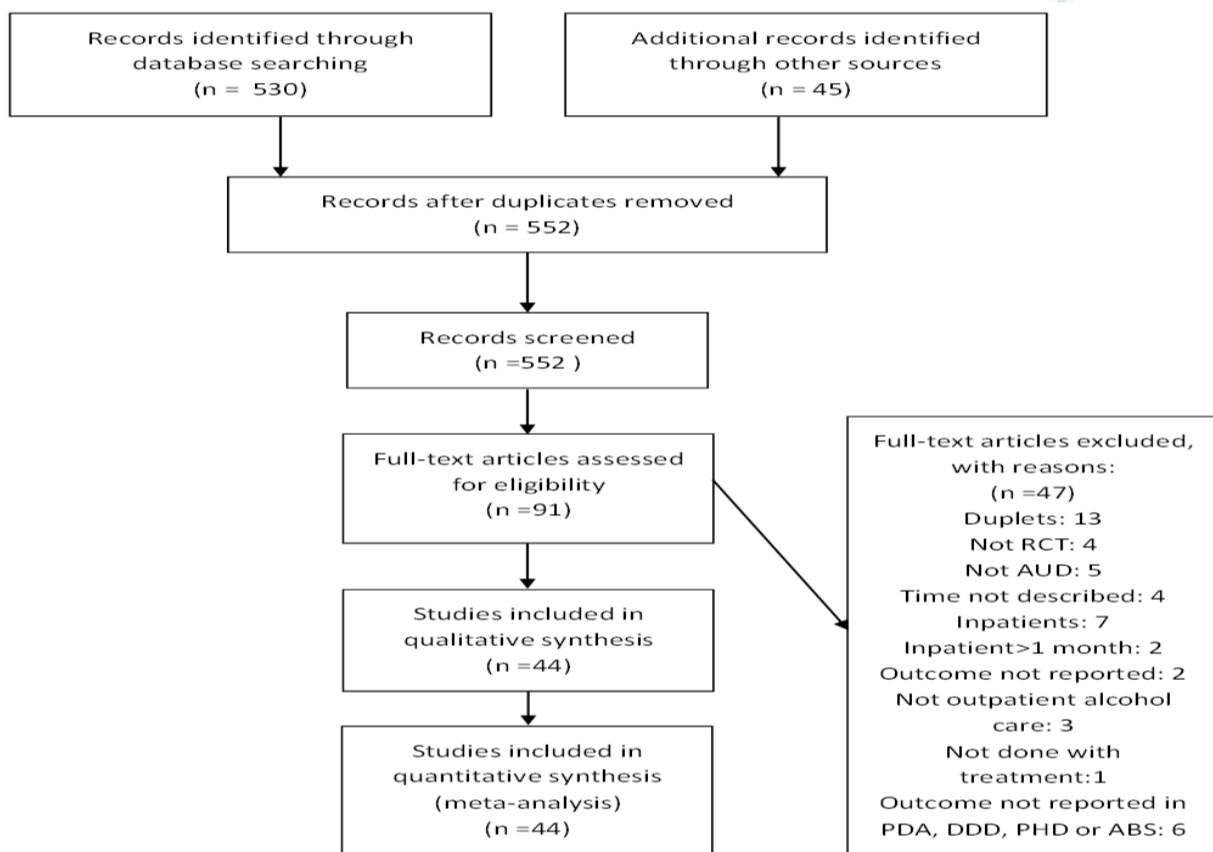 Records identified through
database searching
(n = 530)
Additional records identified
through other sources
(n = 45)
Records after duplicates removed
(n = 552)
Records screened
(n =552 )
Full-text articles assessed
for eligibility
(n =91)
Full-text articles excluded,
with reasons:
(n =47)
Duplets: 13
Not RCT: 4
Not AUD: 5
Time not described: 4
Inpatients: 7
Inpatient>1 month: 2
Outcome not reported: 2
Not outpatient alcohol
care: 3
Not done with
treatment:1
Outcome not reported in
PDA, DDD, PHD or ABS: 6
Studies included in
qualitative synthesis
(n =44)
Studies included in
quantitative synthesis
(meta-analysis)
(n =44)